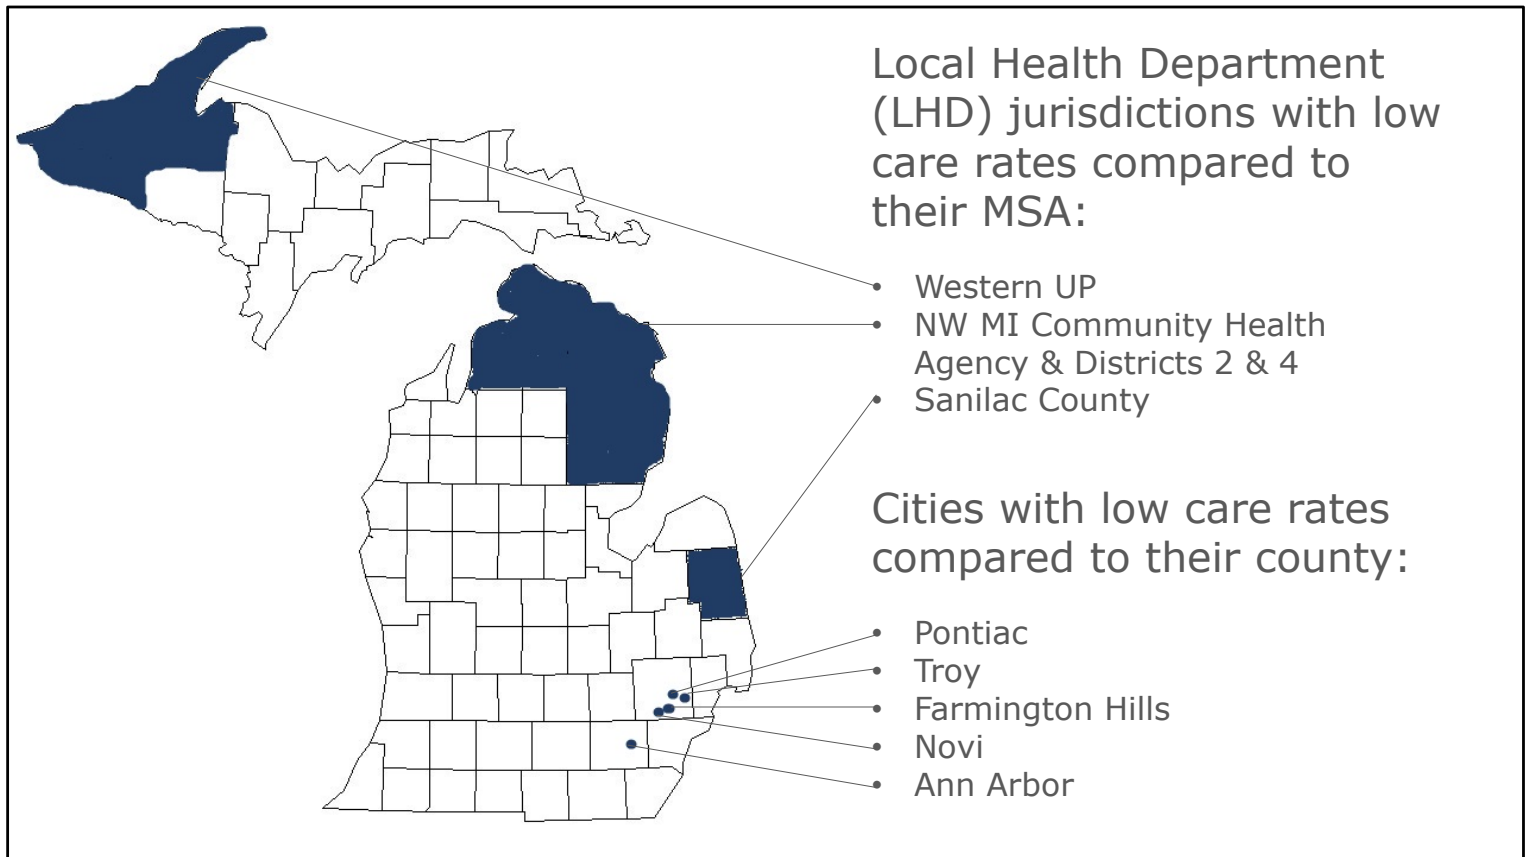 Local Health Department
(LHD) jurisdictions with low
care rates compared to
their MSA:
• Western UP
• NW MI Community Health
Agency & Districts 2 & 4
• Sanilac County
Cities with low care rates
compared to their county:
• Pontiac
• Troy
• Farmington Hills
• Novi
• Ann Arbor